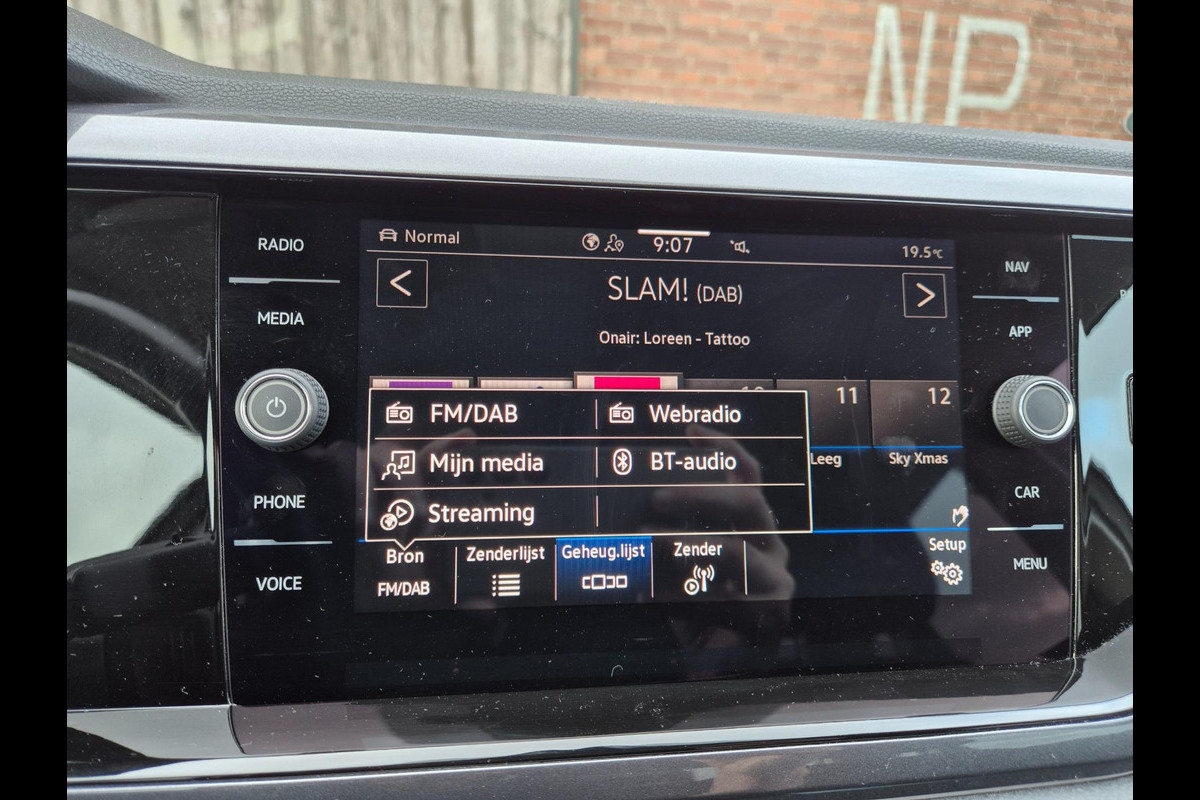 NP
RADIO
MEDIA
PHONE
VOICE
Normal
9:07
19.5°C
<
SLAM! (DAB)
>
Onair: Loreen - Tattoo
11
12
Leeg
Sky Xmas
FM/DAB
Webradio
Mijn media
BT-audio
Streaming
Bron
FM/DAB
Zenderlijst
Geheug.lijst
Zender
Setup
NAV
APP
CAR
MENU